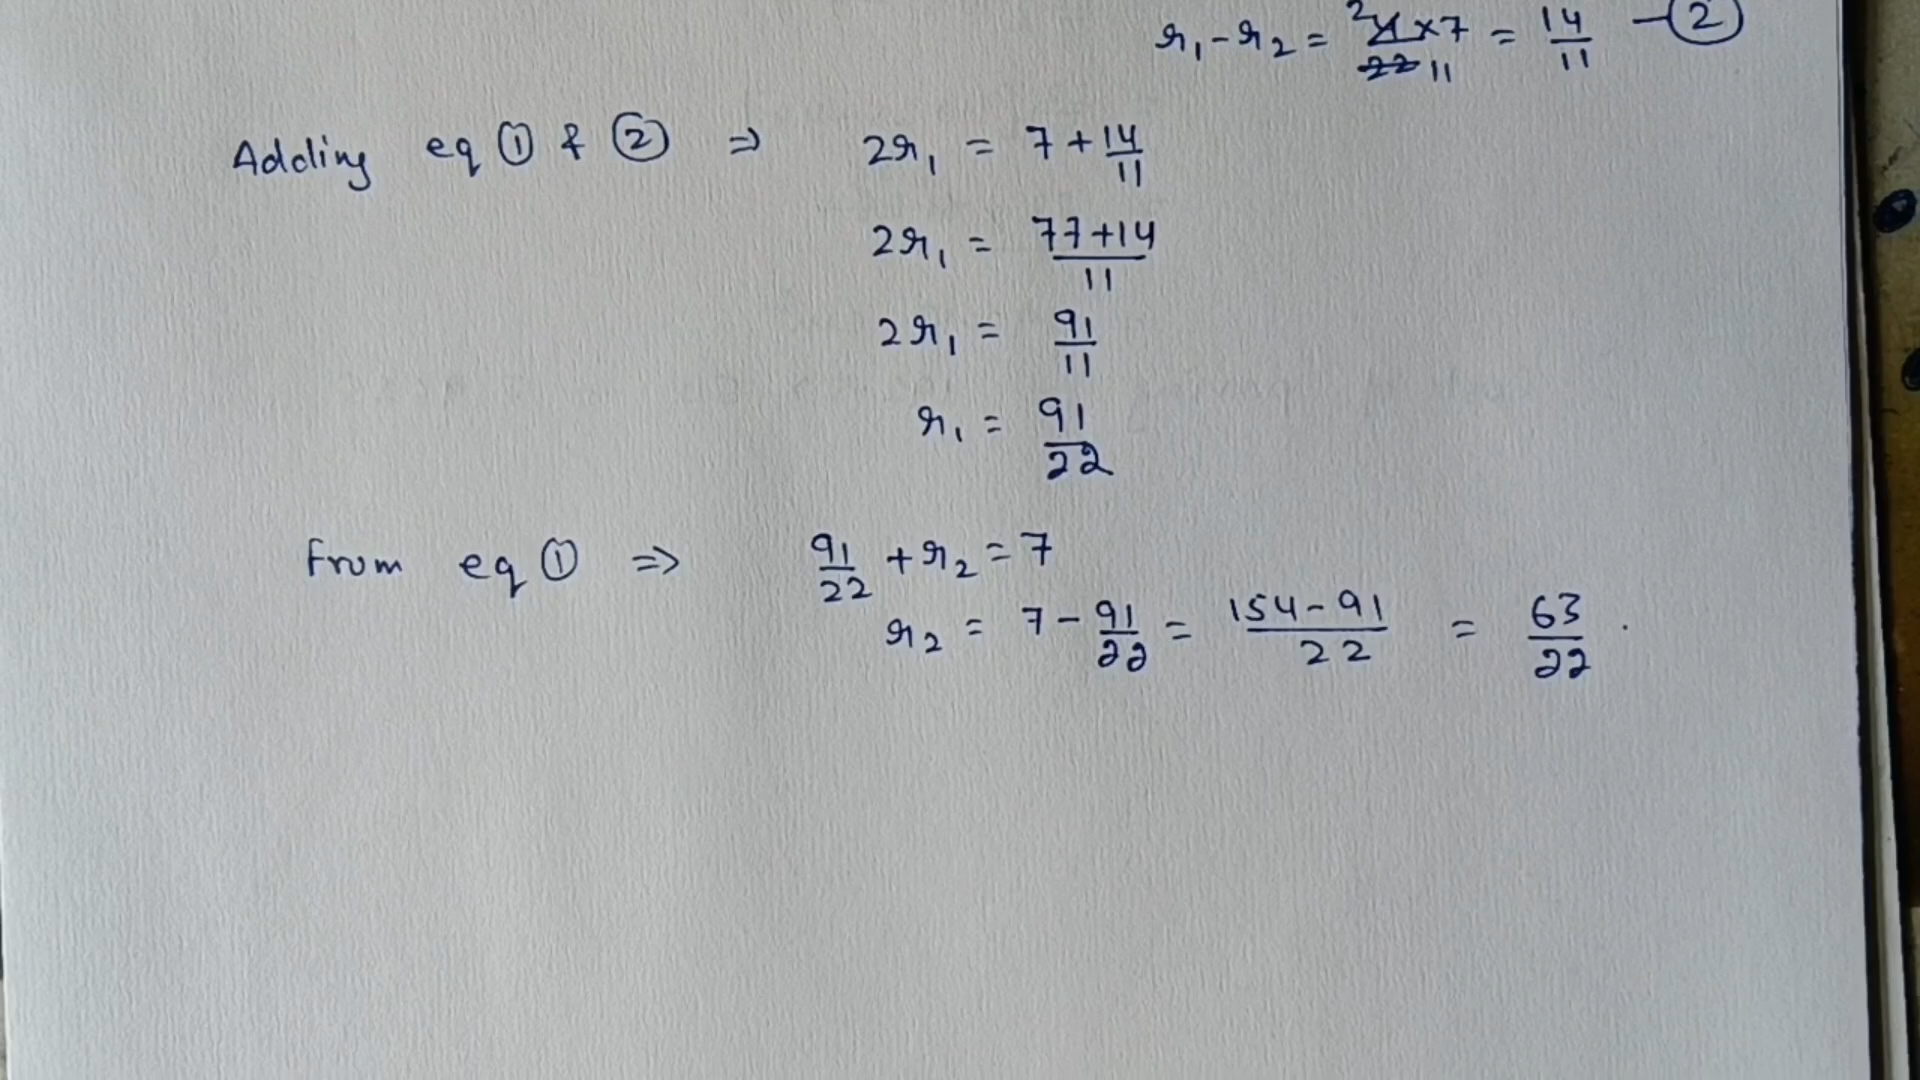 r₁ - r₂ = ²4×7/22 11 = 14/11 —②
Adding eq ① & ② ⇒ 2r₁ = 7 + 14/11
2r₁ = 77+14/11
2r₁ = 91/11
r₁ = 91/22
From eq ① ⇒ 91/22 + r₂ = 7
r₂ = 7 - 91/22 = 154-91/22 = 63/22 .